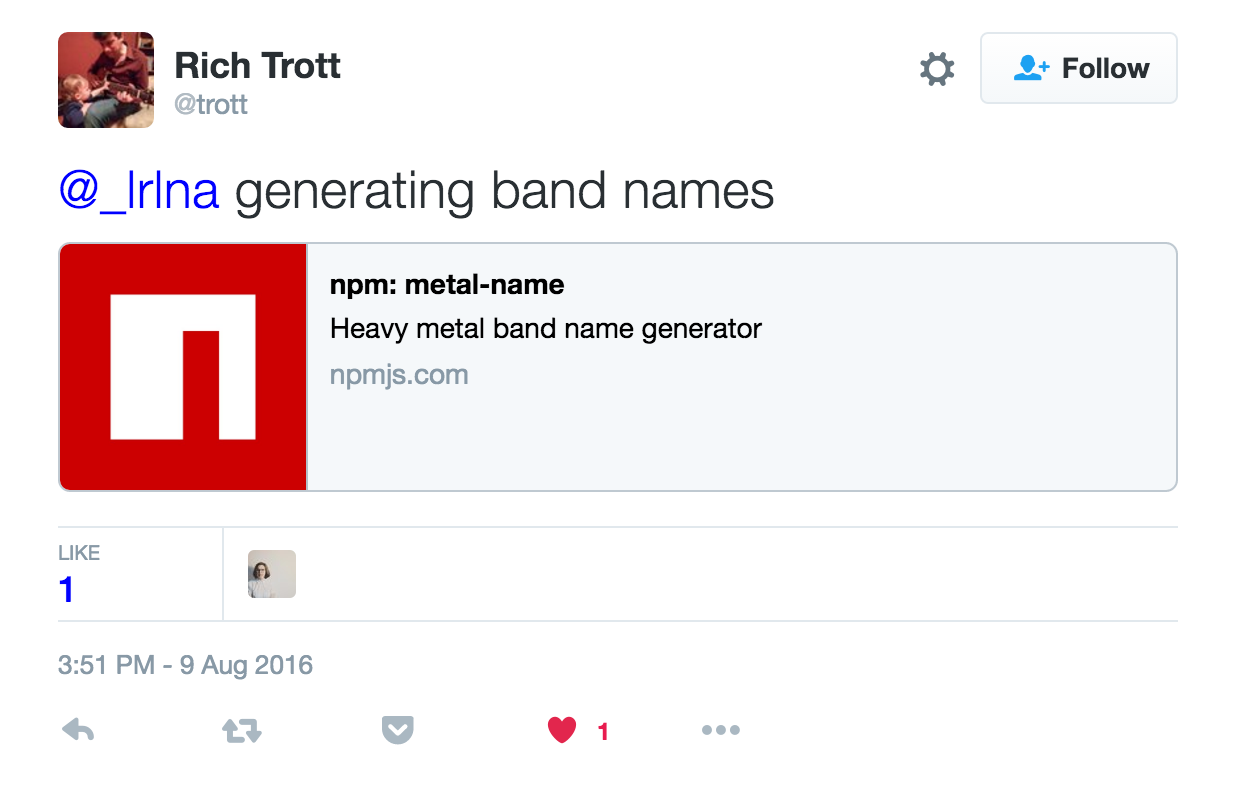 Rich Trott
@trott
Follow
@_lrlna generating band names
npm: metal-name
Heavy metal band name generator
npmjs.com
LIKE
1
3:51 PM - 9 Aug 2016
1